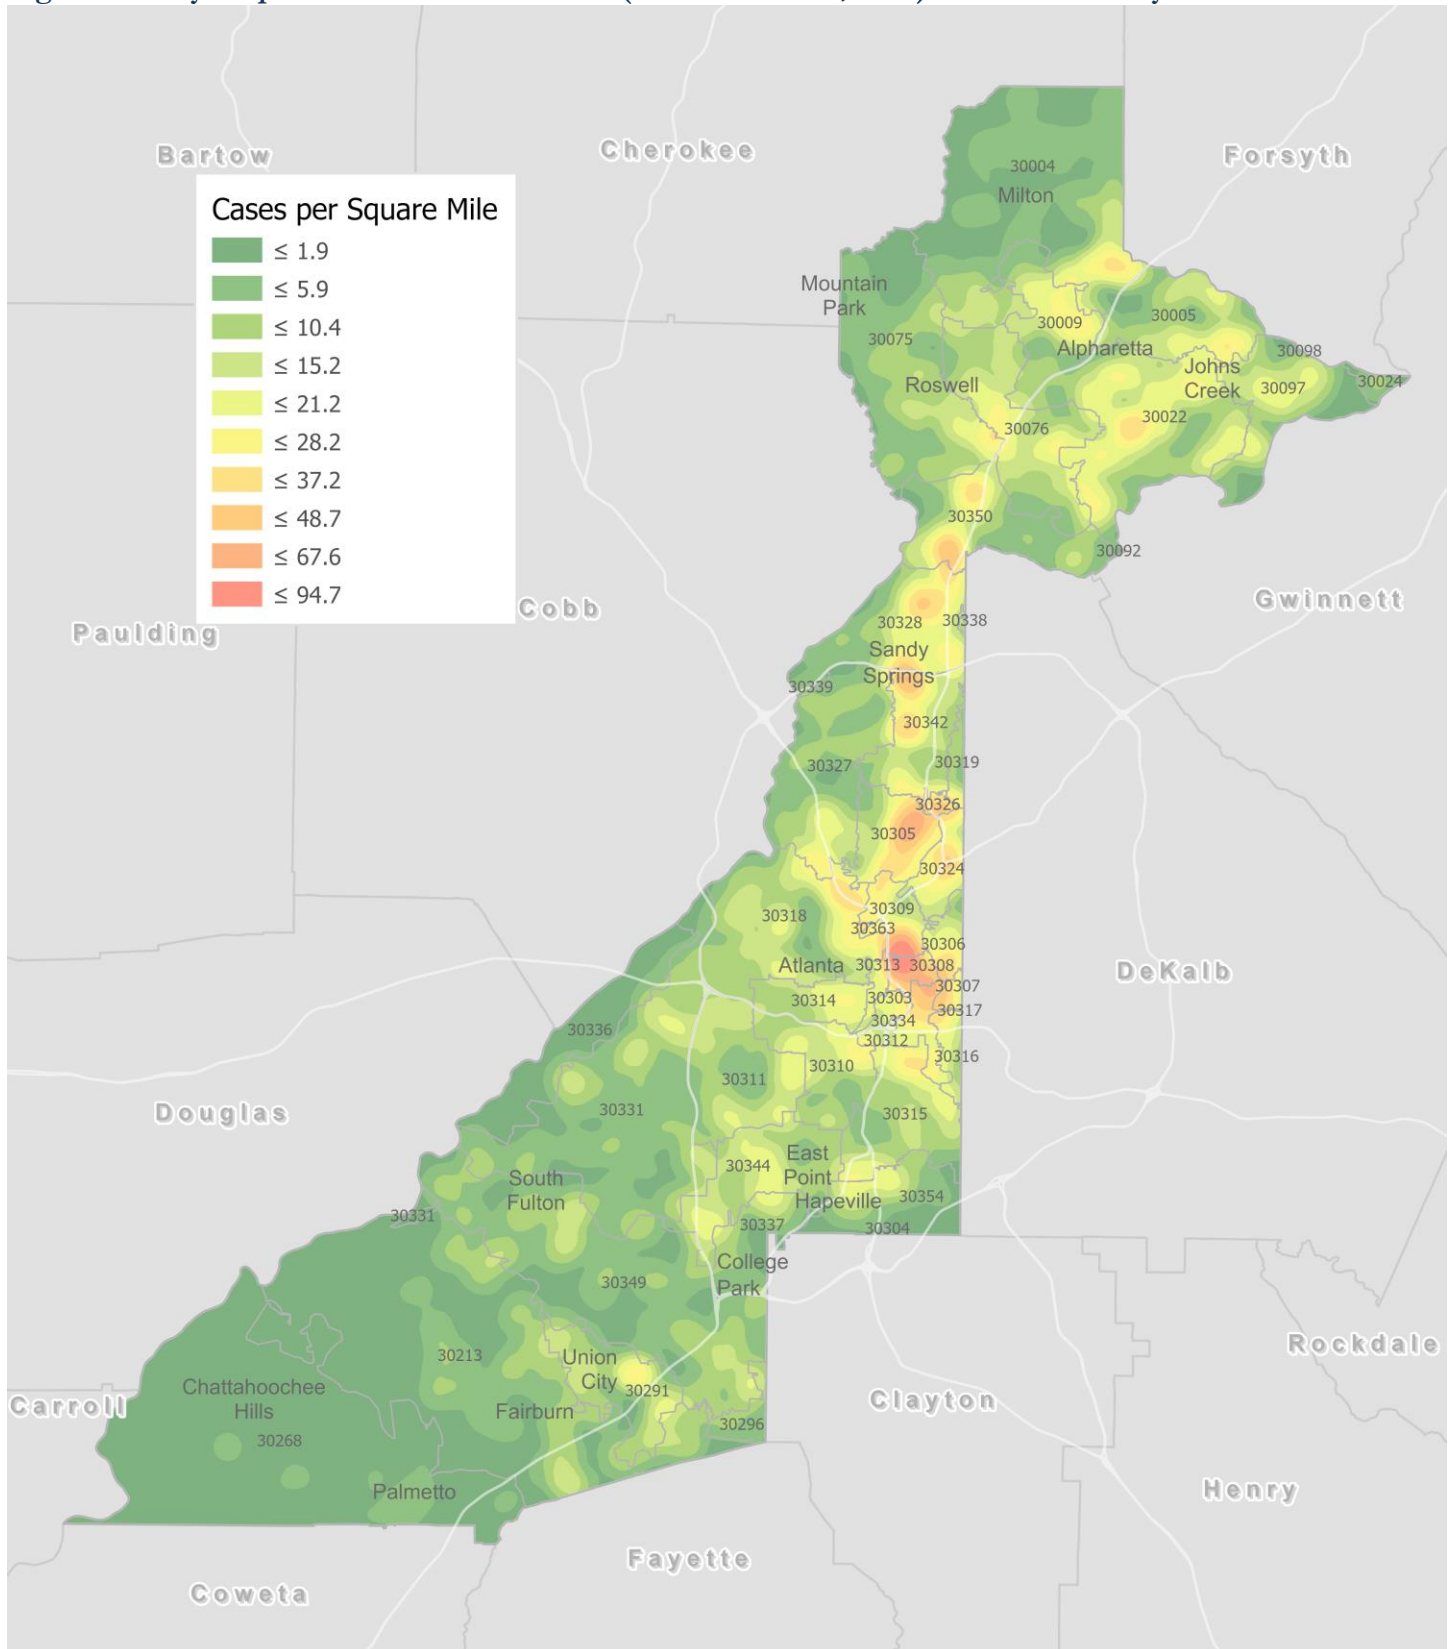 Bartow
Cherokee
Forsyth
Cases per Square Mile
≤ 1.9
≤ 5.9
≤ 10.4
≤ 15.2
≤ 21.2
≤ 28.2
≤ 37.2
≤ 48.7
≤ 67.6
≤ 94.7
30004
Milton
Mountain
Park
30075
30009
30005
Alpharetta
30098
Johns
Creek
30097
30024
Roswell
30076
30022
30350
30092
Paulding
Cobb
Gwinnett
30328
30338
Sandy
Springs
30339
30342
30327
30319
30326
30305
30324
30318
30309
30363
30306
Atlanta
30313
30308
DeKalb
30307
30314
30303
30317
30334
30336
30312
30316
30311
30310
Douglas
30331
30315
30344
East
Point
South
Fulton
Hapeville
30354
30331
30337
30304
College
Park
30349
Rockdale
30213
Union
City
30291
Chattahoochee
Hills
Carroll
Fairburn
Clayton
30296
30268
Palmetto
Henry
Fayette
Coweta